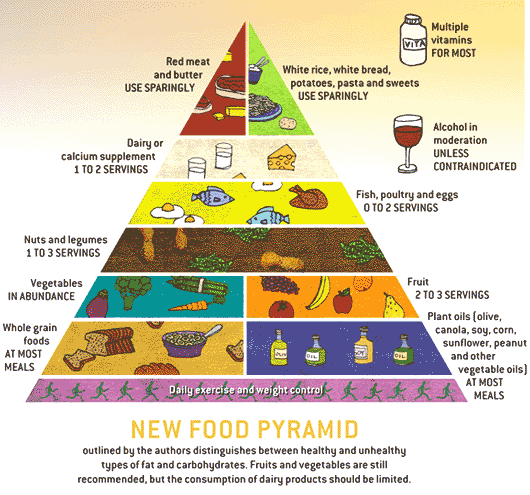 Multiple
vitamins
FOR MOST
VITA
Red meat
and butter
USE SPARINGLY
White rice, white bread,
potatoes, pasta and sweets
USE SPARINGLY
Alcohol in
moderation
UNLESS
CONTRAINDICATED
Dairy or
calcium supplement
1 TO 2 SERVINGS
Fish, poultry and eggs
0 TO 2 SERVINGS
Nuts and legumes
1 TO 3 SERVINGS
Vegetables
IN ABUNDANCE
Fruit
2 TO 3 SERVINGS
Whole grain
foods
AT MOST
MEALS
Plant oils (olive,
canola, soy, corn,
sunflower, peanut
and other
vegetable oils)
AT MOST
MEALS
OIL
OIL
Daily exercise and weight control
NEW FOOD PYRAMID
outlined by the authors distinguishes between healthy and unhealthy
types of fat and carbohydrates. Fruits and vegetables are still
recommended, but the consumption of dairy products should be limited.